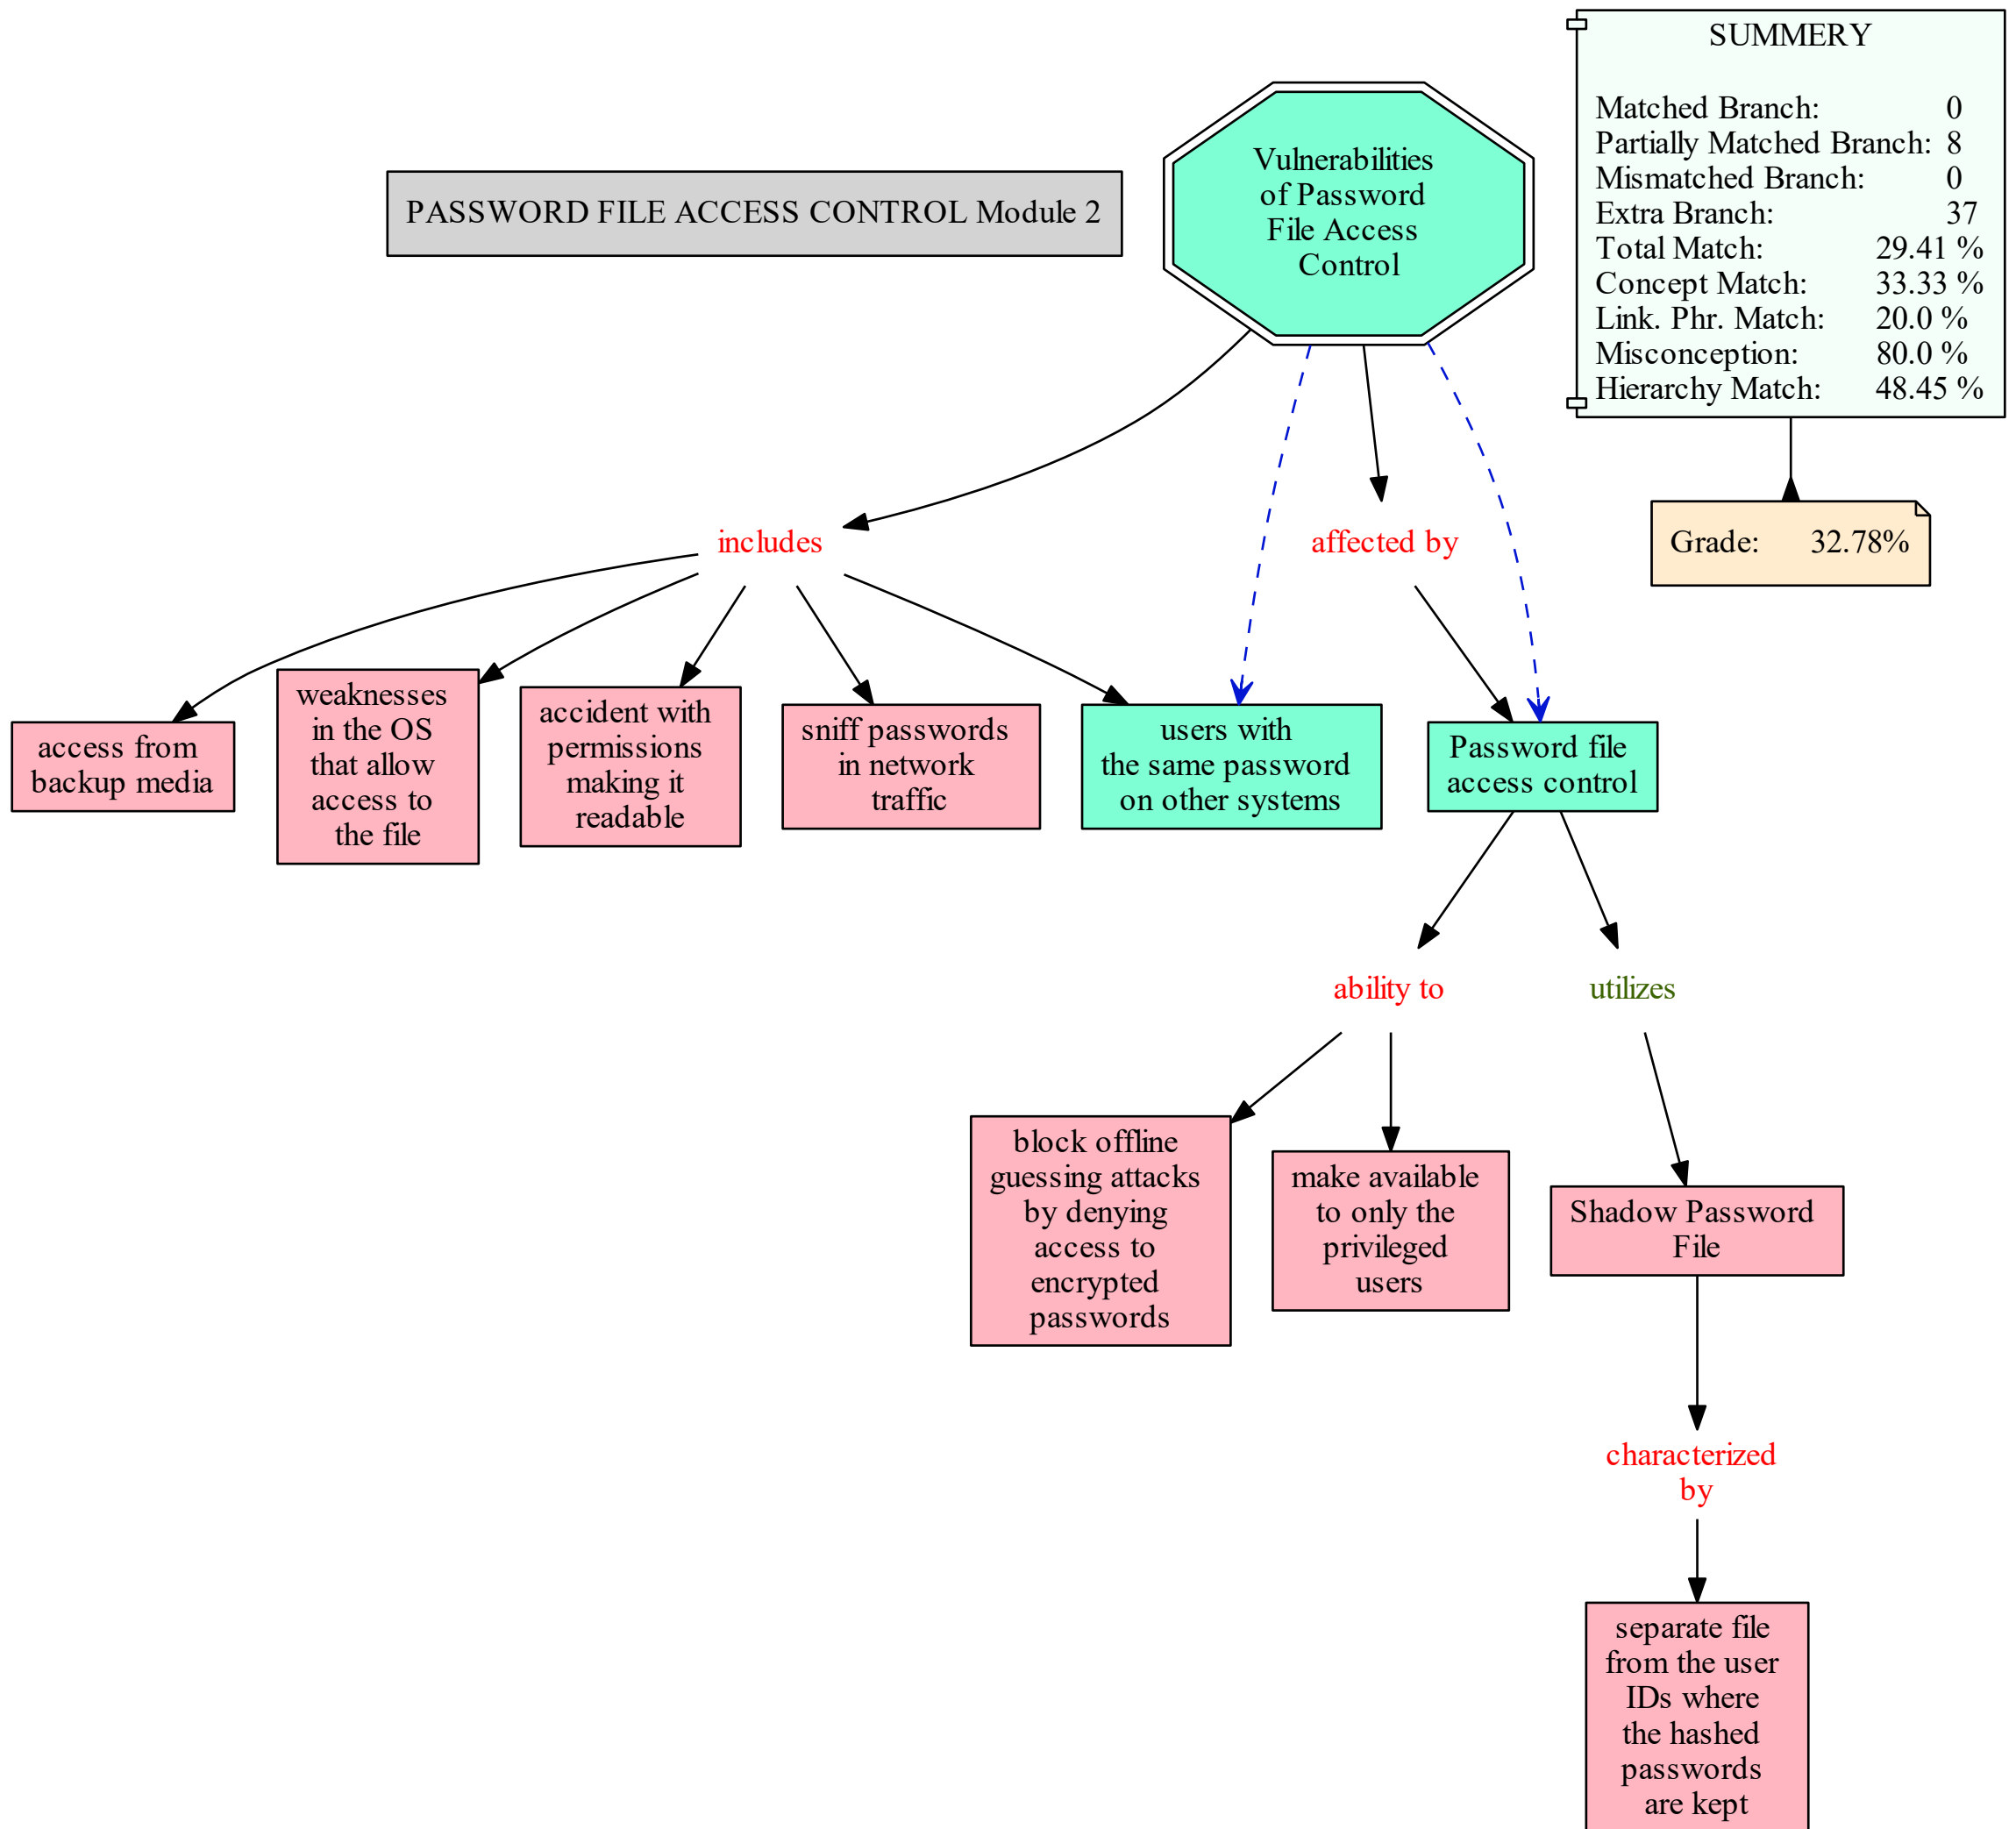 SUMMERY
Matched Branch: 0
Partially Matched Branch: 8
Mismatched Branch: 0
Extra Branch: 37
Total Match: 29.41 %
Concept Match: 33.33 %
Link. Phr. Match: 20.0 %
Misconception: 80.0 %
Hierarchy Match: 48.45 %
Vulnerabilities
of Password
File Access
Control
PASSWORD FILE ACCESS CONTROL Module 2
Grade: 32.78%
includes
affected by
access from
backup media
weaknesses
in the OS
that allow
access to
the file
accident with
permissions
making it
readable
sniff passwords
in network
traffic
users with
the same password
on other systems
Password file
access control
ability to
utilizes
block offline
guessing attacks
by denying
access to
encrypted
passwords
make available
to only the
privileged
users
Shadow Password
File
characterized
by
separate file
from the user
IDs where
the hashed
passwords
are kept